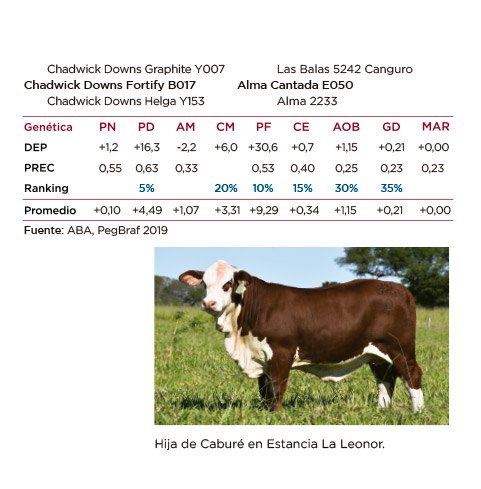 Chadwick Downs Graphite Y007 Las Balas 5242 Canguro
Chadwick Downs Fortify B017 Alma Cantada E050
Chadwick Downs Helga Y153 Alma 2233
Genética PN PD AM CM PF CE AOB GD MAR
DEP +1,2 +16,3 -2,2 +6,0 +30,6 +0,7 +1,15 +0,21 +0,00
PREC 0,55 0,63 0,33 0,53 0,40 0,25 0,23 0,23
Ranking 5% 20% 10% 15% 30% 35%
Promedio +0,10 +4,49 +1,07 +3,31 +9,29 +0,34 +1,15 +0,21 +0,00
Fuente: ABA, PegBraf 2019
Hija de Caburé en Estancia La Leonor.